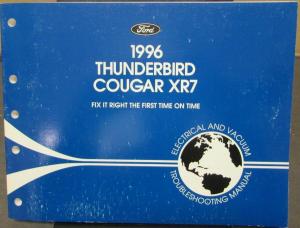 Ford
1996
THUNDERBIRD
COUGAR XR7
FIX IT RIGHT THE FIRST TIME ON TIME
ELECTRICAL AND VACUUM
TROUBLESHOOTING MANUAL